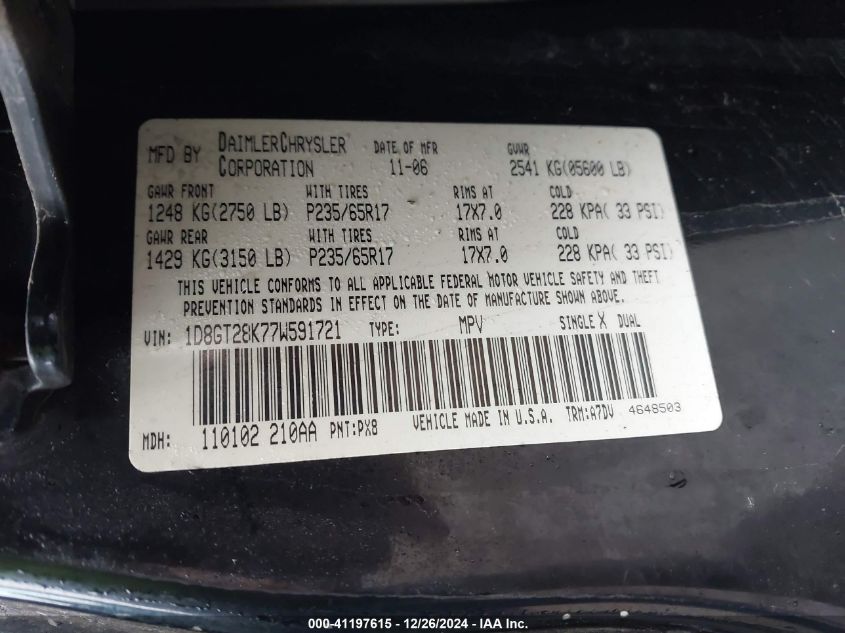 MFD BY DAIMLERCHRYSLER CORPORATION DATE OF MFR 11-06 GVWR 2541 KG(05600 LB)
GAWR FRONT WITH TIRES RIMS AT COLD
1248 KG(2750 LB) P235/65R17 17X7.0 228 KPA( 33 PSI)
GAWR REAR WITH TIRES RIMS AT COLD
1429 KG(3150 LB) P235/65R17 17X7.0 228 KPA( 33 PSI)
THIS VEHICLE CONFORMS TO ALL APPLICABLE FEDERAL MOTOR VEHICLE SAFETY AND THEFT
PREVENTION STANDARDS IN EFFECT ON THE DATE OF MANUFACTURE SHOWN ABOVE.
VIN: 1D8GT28K77W591721 TYPE: MPV SINGLE X DUAL
MDH: 110102 210AA PNT:PX8 VEHICLE MADE IN U.S.A. TRM:A7DV 4648503
000-41197615 - 12/26/2024 - IAA Inc.